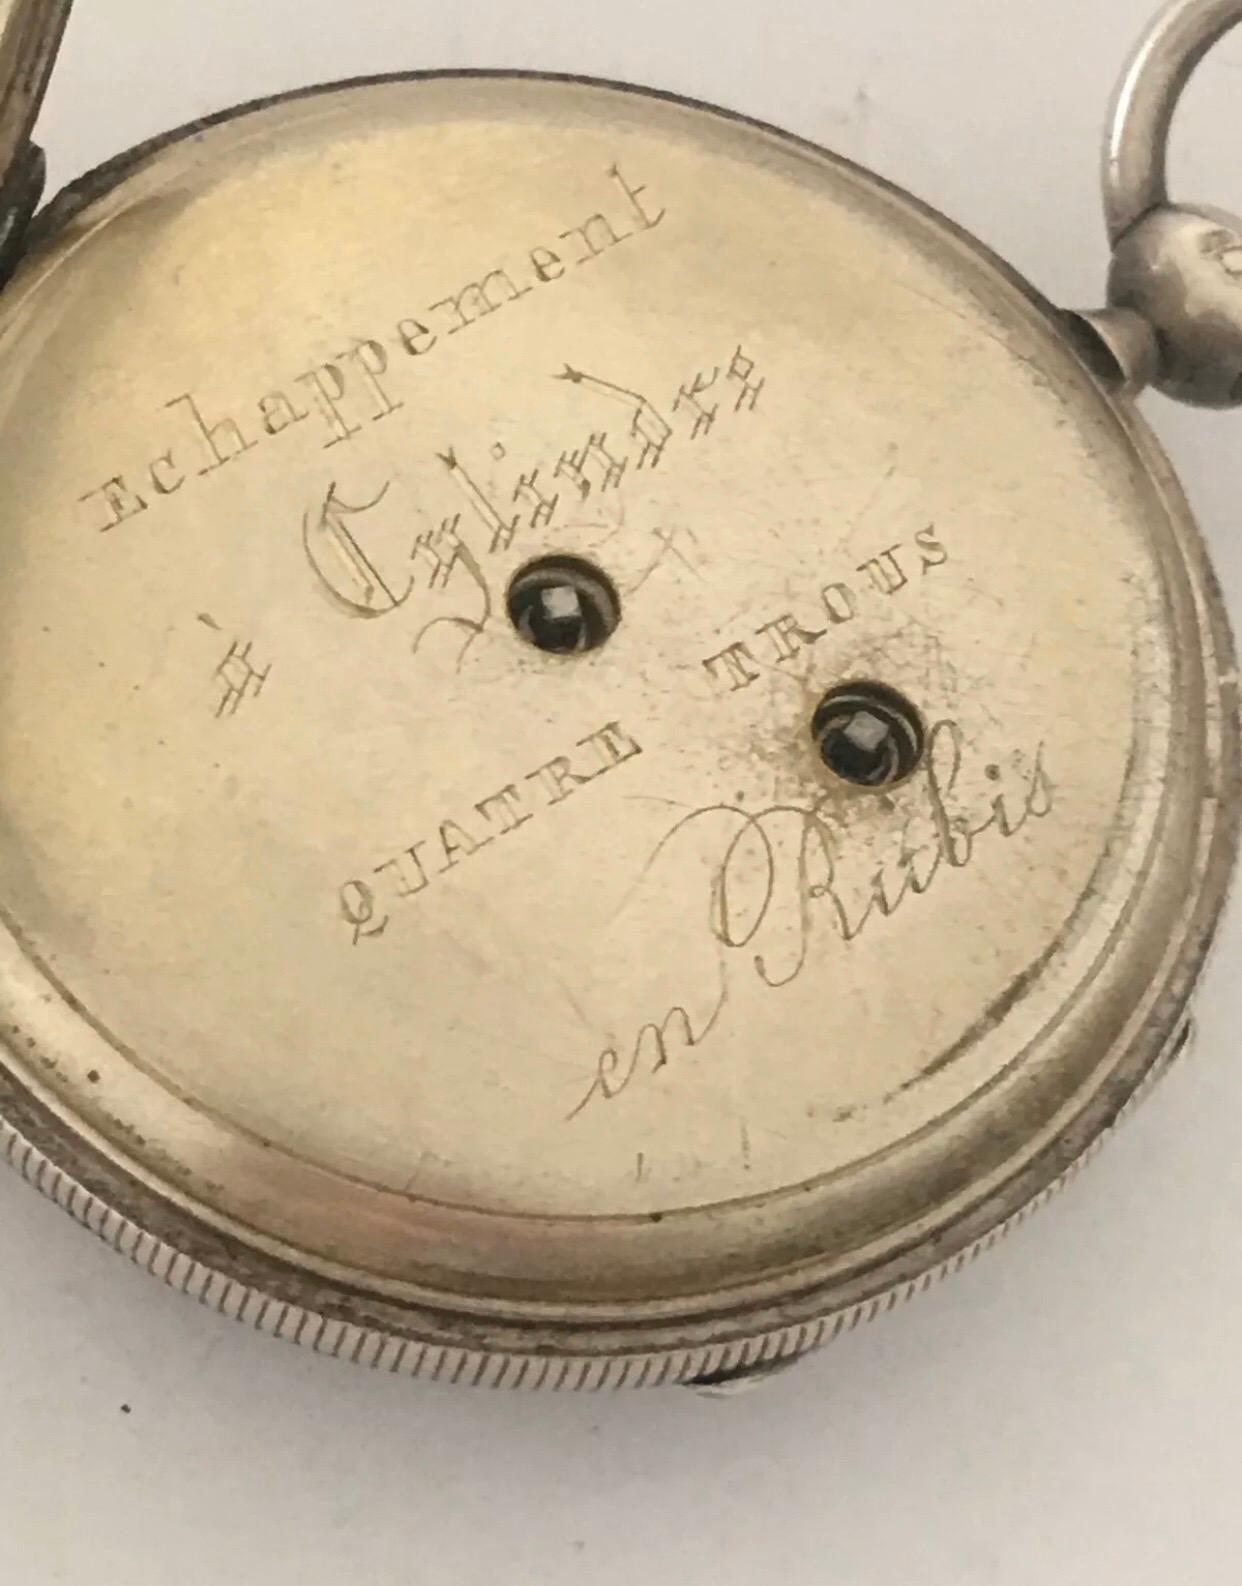 Echappement
à Cylindre
QUATRE TROUS
en Rubis